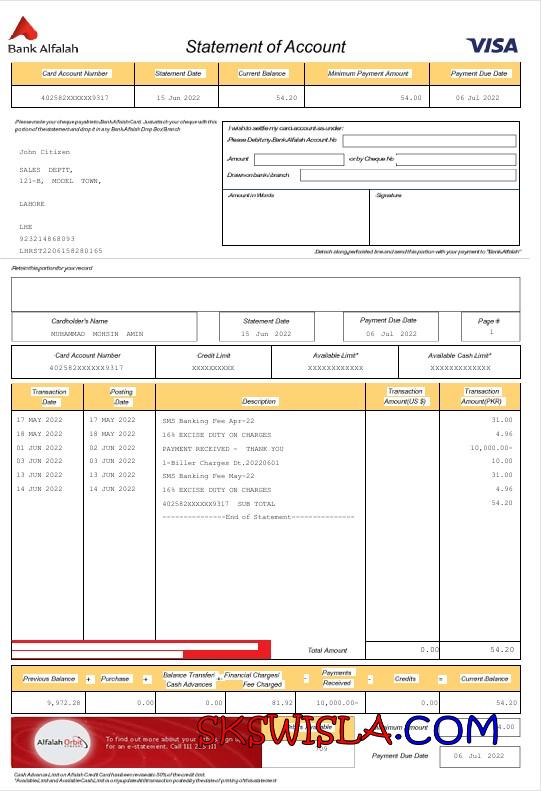 Bank Alfalah
Statement of Account
VISA
Card Account Number Statement Date Current Balance Minimum Payment Amount Payment Due Date
402582XXXXXX9317 15 Jun 2022 54.20 54.00 06 Jul 2022
Please make your cheque payable to Bank Alfalah Card. Just attach your cheque with this
portion of the statement and drop it in any Bank Alfalah Drop Box/Branch
I wish to settle my card account as under:
Please Debit my Bank Alfalah Account No
Amount or by Cheque No
Drawn on bank / branch
Amount in Words Signature
John Citizen
SALES DEPTT,
121-B, MODEL TOWN,
LAHORE
LHE
923214868093
LHRST2206158280165
Detach along perforated line and send this portion with your payment to "Bank Alfalah"
Retain this portion for your record
Cardholder's Name Statement Date Payment Due Date Page #
MUHAMMAD MOHSIN AMIN 15 Jun 2022 06 Jul 2022 1
Card Account Number Credit Limit Available Limit* Available Cash Limit*
402582XXXXXX9317 XXXXXXXXXX XXXXXXXXXXXX XXXXXXXXXXXXX
Transaction Date Posting Date Description Transaction Amount(US $) Transaction Amount(PKR)
17 MAY 2022 17 MAY 2022 SMS Banking Fee Apr-22 31.00
18 MAY 2022 18 MAY 2022 16% EXCISE DUTY ON CHARGES 4.96
01 JUN 2022 02 JUN 2022 PAYMENT RECEIVED - THANK YOU 10,000.00-
03 JUN 2022 03 JUN 2022 1-Biller Charges Dt.20220601 10.00
13 JUN 2022 13 JUN 2022 SMS Banking Fee May-22 31.00
14 JUN 2022 14 JUN 2022 16% EXCISE DUTY ON CHARGES 4.96
402582XXXXXX9317 SUB TOTAL 54.20
---------------End of Statement---------------
Total Amount 0.00 54.20
Previous Balance + Purchase + Balance Transfer/ Cash Advances + Financial Charges/ Fee Charged - Payments Received - Credits = Current Balance
9,972.28 0.00 0.00 81.92 10,000.00- 0.00 54.20
Alfalah Orbit
To find out more about your
for an e-statement. Call 111
SKSWISLA.COM
Payment Due Date 06 Jul 2022
Cash Advance Limit on Alfalah Credit Card has been revised to 50% of the credit limit.
*Available Limit and Available Cash Limit is only updated till transaction posted by the date of printing of this statement